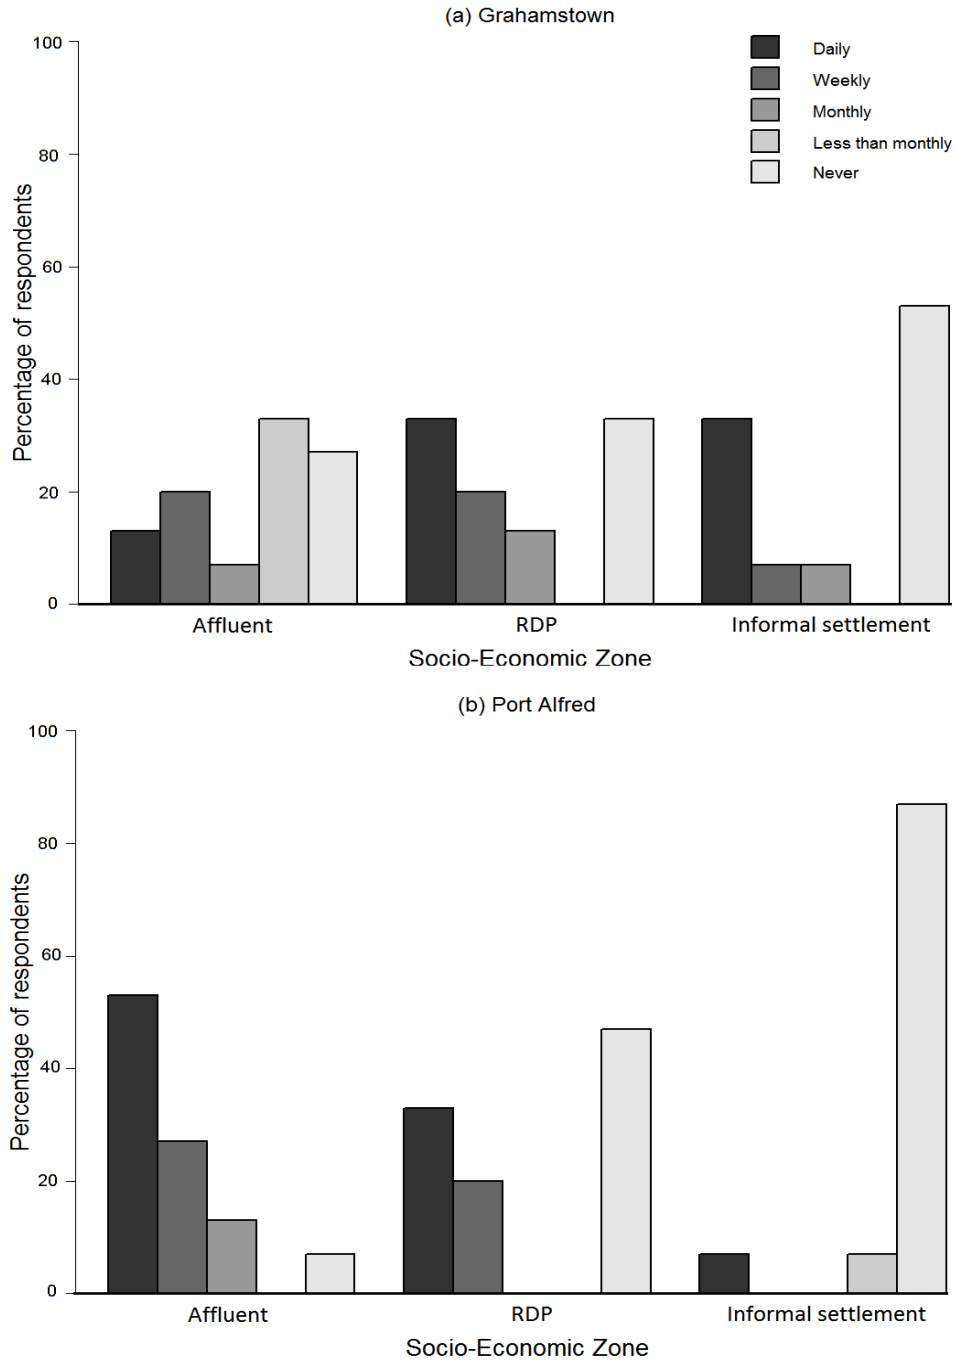 (a) Grahamstown
100
80
60
40
20
0
Percentage of respondents
Daily
Weekly
Monthly
Less than monthly
Never
Affluent
RDP
Informal settlement
Socio-Economic Zone
(b) Port Alfred
100
80
60
40
20
0
Percentage of respondents
Affluent
RDP
Informal settlement
Socio-Economic Zone